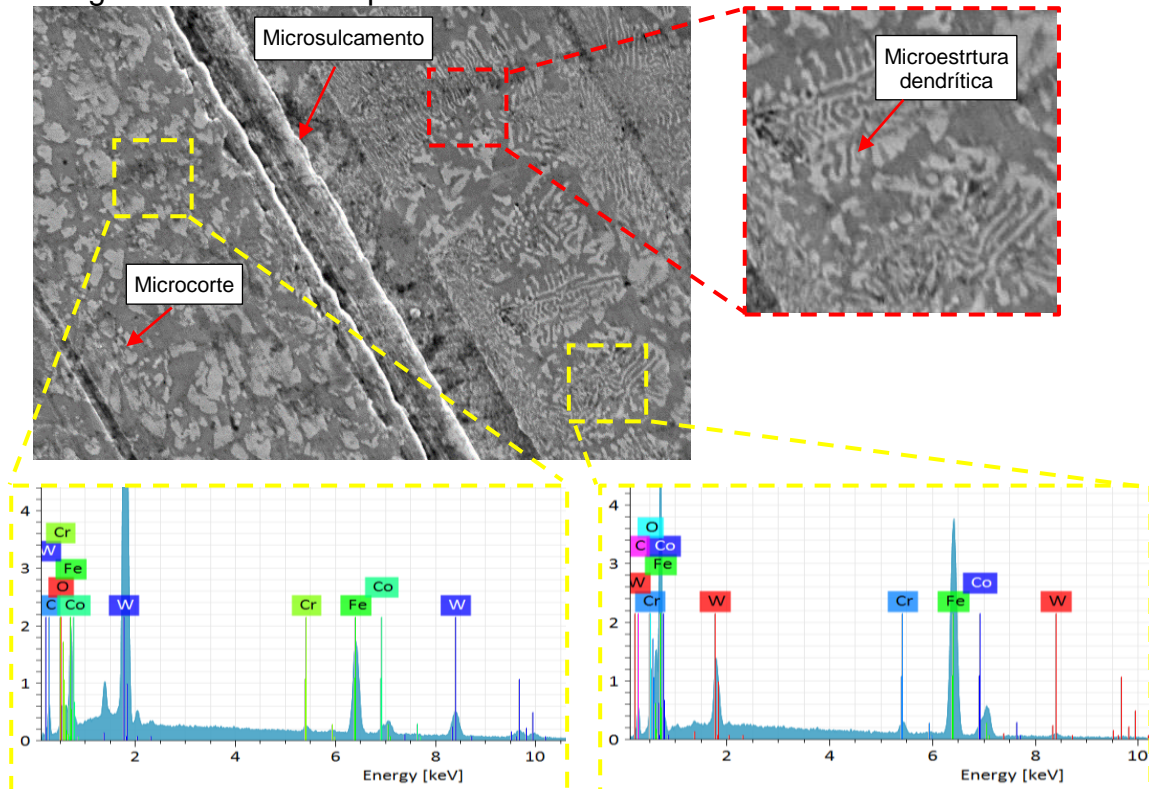 Microsulcamento
Microestrtura
dendrítica
Microcorte
4
3
2
1
0
Cr
W
Fe
O
C
Co
W
Cr
Fe
Co
W
2
4
6
8
10
Energy [keV]
4
3
2
1
0
O
C
Co
Fe
W
Cr
W
Cr
Fe
Co
W
2
4
6
8
10
Energy [keV]